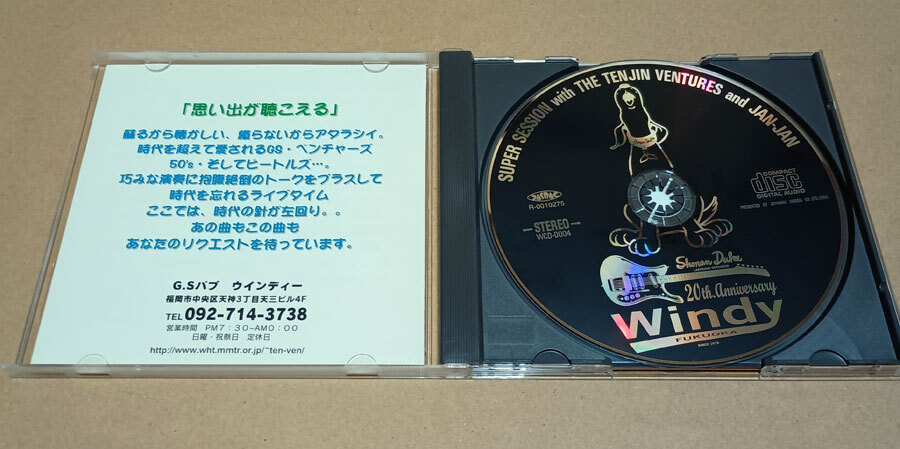 「思い出が聴こえる」
蘇るから懐かしい、織らないからアタラシイ。
時代を超えて愛されるGS・ベンチャーズ
50's・そしてビートルズ…。
巧みな演奏に抱腹絶倒のトークをプラスして
時代を忘れるライブタイム
ここでは、時代の針が左回り。。
あの曲もこの曲も
あなたのリクエストを待っています。
G.Sパブ ウインディー
福岡市中央区天神3丁目天三ビル4F
TEL 092-714-3738
営業時間 PM7:30-AM0:00
日曜・祝祭日 定休日
http://www.wht.mmtr.or.jp/~ten-ven/
SUPER SESSION with THE TENJIN VENTURES and JAN-JAN
R-0010275
STEREO
WCD-0004
COMPACT
disc
DIGITAL AUDIO
Shonan Duke
20th. Anniversary
Windy
FUKUOKA
SINCE 1979